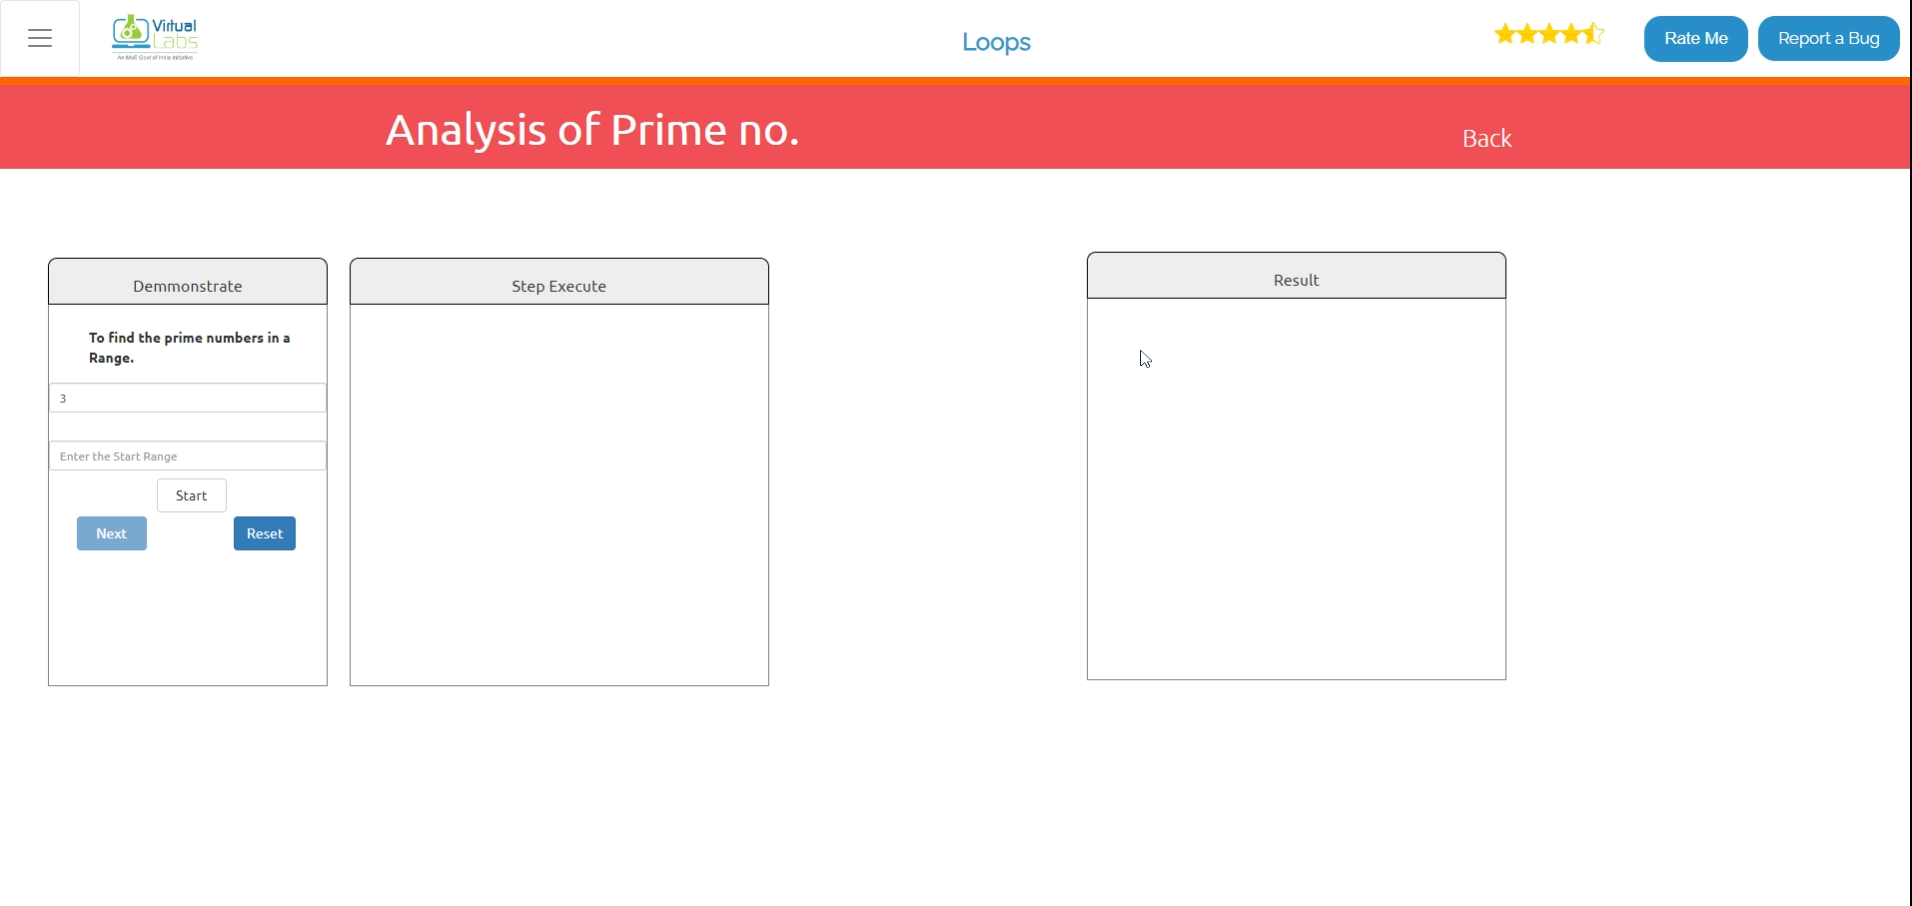 Virtual
Labs
An MoE Govt of India Initiative
Loops
Rate Me
Report a Bug
Analysis of Prime no.
Back
Demmonstrate
Step Execute
Result
To find the prime numbers in a
Range.
3
Enter the Start Range
Start
Next
Reset